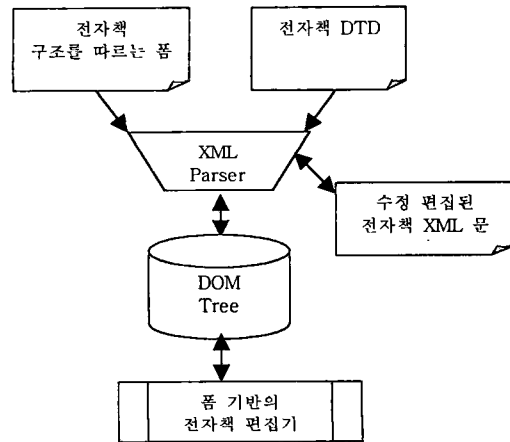 전자책
구조를 따르는 폼
전자책 DTD
XML
Parser
수정 편집된
전자책 XML 문
DOM
Tree
폼 기반의
전자책 편집기